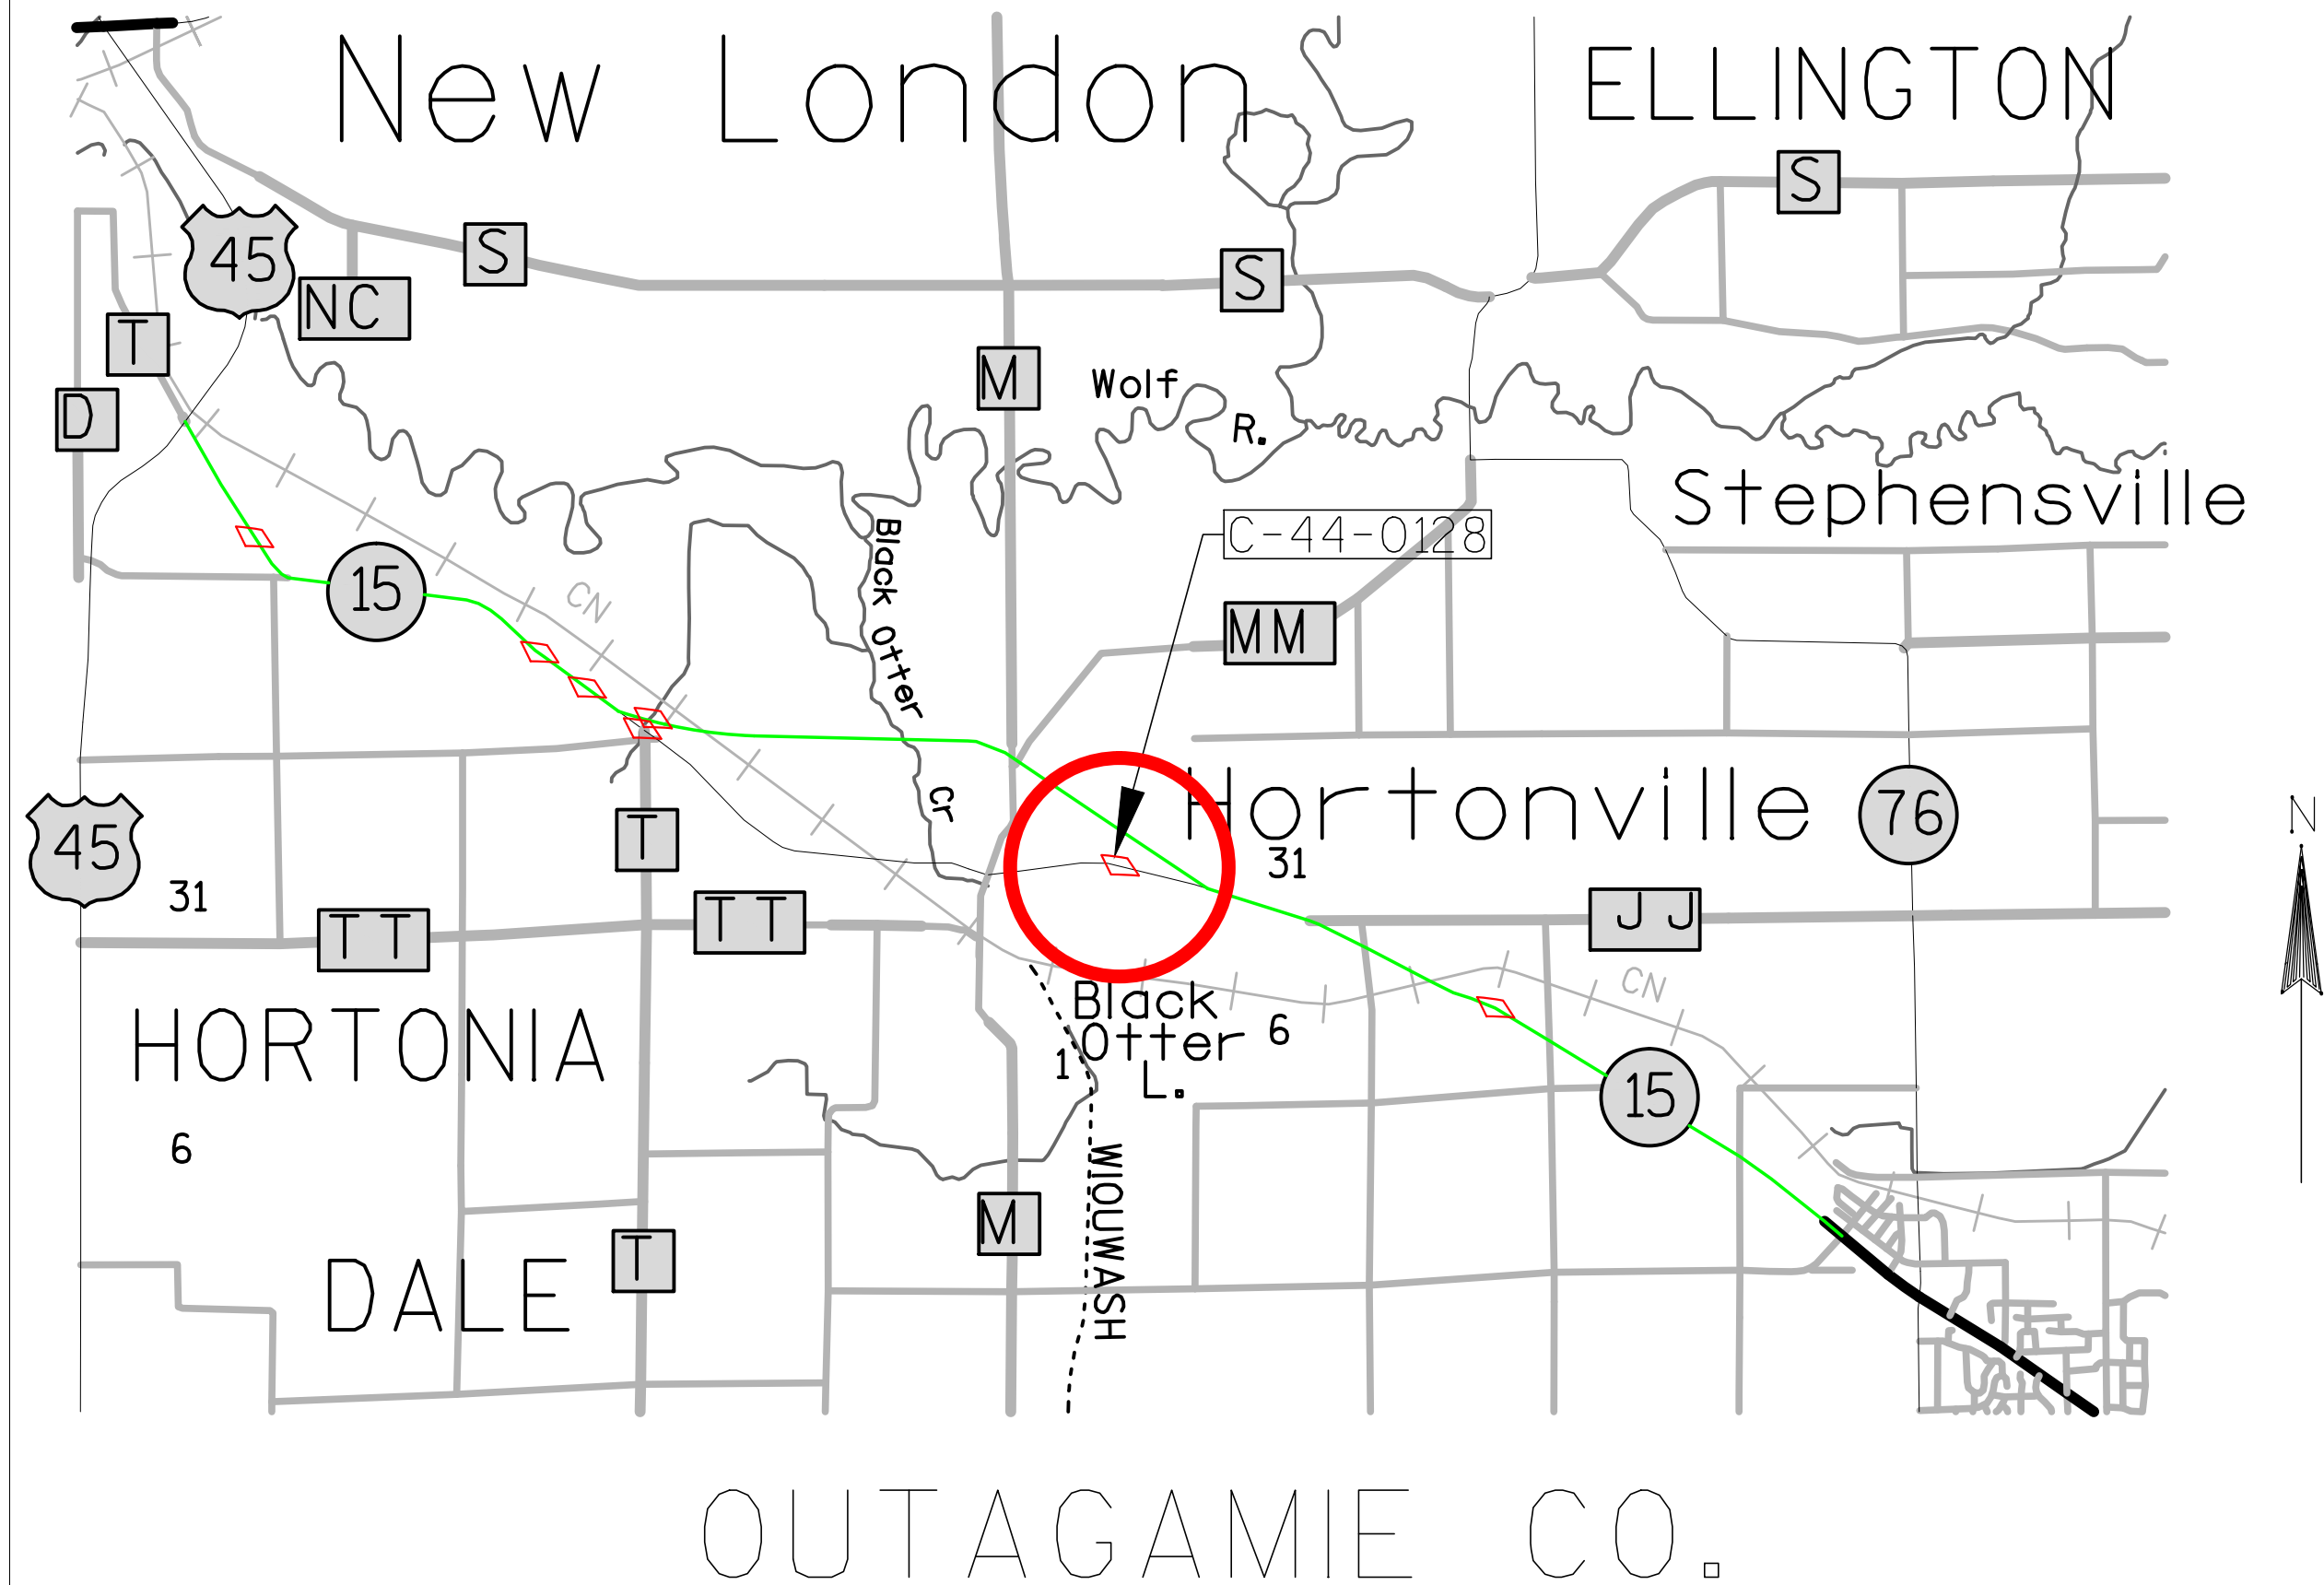 New London
ELLINGTON
S
45
NC
S
S
T
M
Wolf
D
R.
Stephensville
C-44-0128
Black Otter Cr.
15
CN
MM
Hortonville
76
45
T
31
31
TT
TT
JJ
CN
HORTONIA
Black
Otter
L.
6
1
15
6
WIOUWASH
M
T
DALE
N
OUTAGAMIE CO.